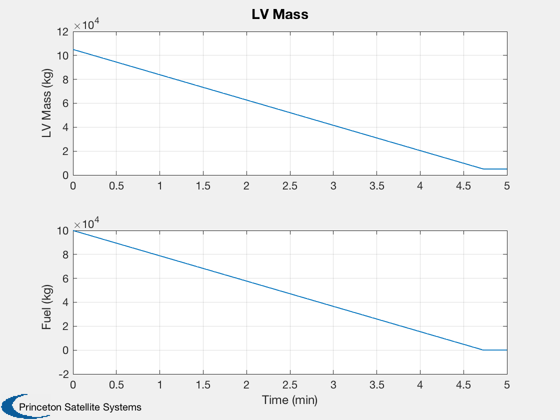 LV Mass
×10^4
12
10
8
6
4
2
0
LV Mass (kg)
0 0.5 1 1.5 2 2.5 3 3.5 4 4.5 5
×10^4
10
8
6
4
2
0
-2
Fuel (kg)
0 0.5 1 1.5 2 2.5 3 3.5 4 4.5 5
Time (min)
Princeton Satellite Systems